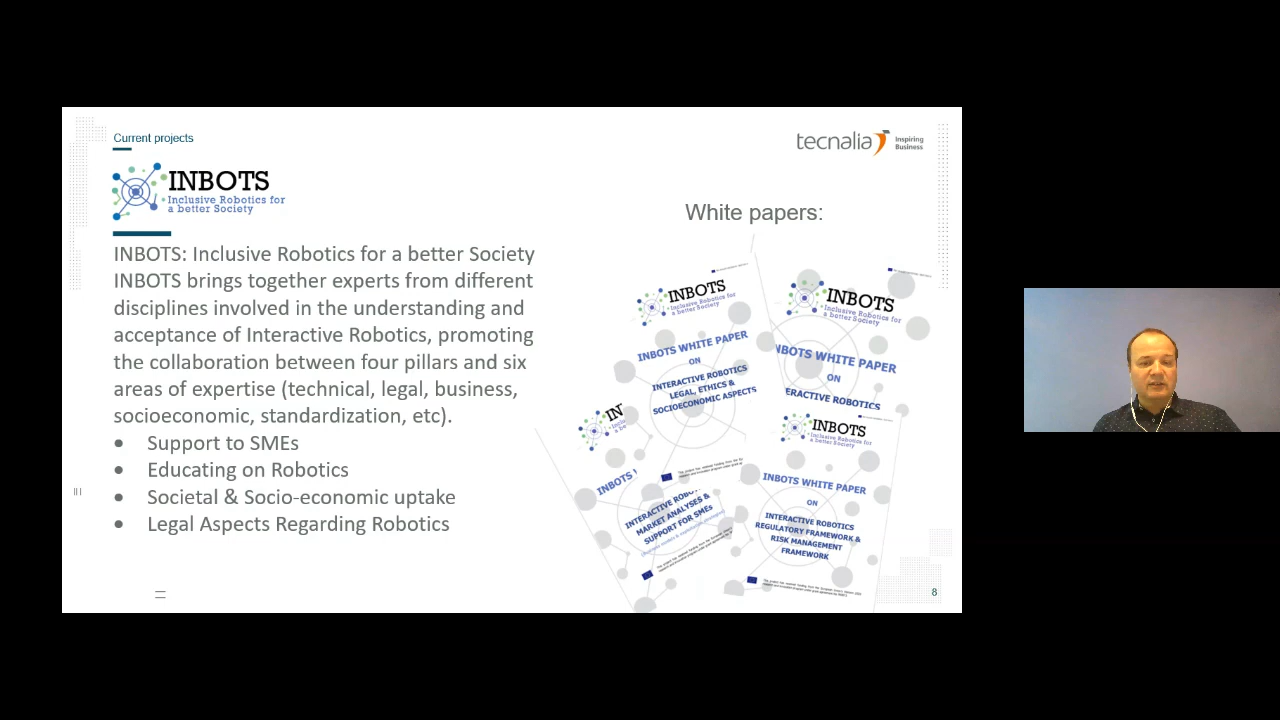 Current projects
tecnalia Inspiring Business
INBOTS
Inclusive Robotics for
a better Society
White papers:
INBOTS: Inclusive Robotics for a better Society
INBOTS brings together experts from different
disciplines involved in the understanding and
acceptance of Interactive Robotics, promoting
the collaboration between four pillars and six
areas of expertise (technical, legal, business,
socioeconomic, standardization, etc).
• Support to SMEs
• Educating on Robotics
• Societal & Socio-economic uptake
• Legal Aspects Regarding Robotics
INBOTS
Inclusive Robotics for
a better Society
INBOTS WHITE PAPER
ON
INTERACTIVE ROBOTICS
LEGAL, ETHICS &
SOCIOECONOMIC ASPECTS
INBOTS
Inclusive Robotics for
a better Society
NBOTS WHITE PAPER
ON
ERACTIVE ROBOTICS
IN
INBOTS
INTERACTIVE ROBO
MARKET ANALYSES &
SUPPORT FOR SMEs
INBOTS
Inclusive Robotics for
a better Society
INBOTS WHITE PAPER
ON
INTERACTIVE ROBOTICS
REGULATORY FRAMEWORK &
RISK MANAGEMENT
FRAMEWORK
8